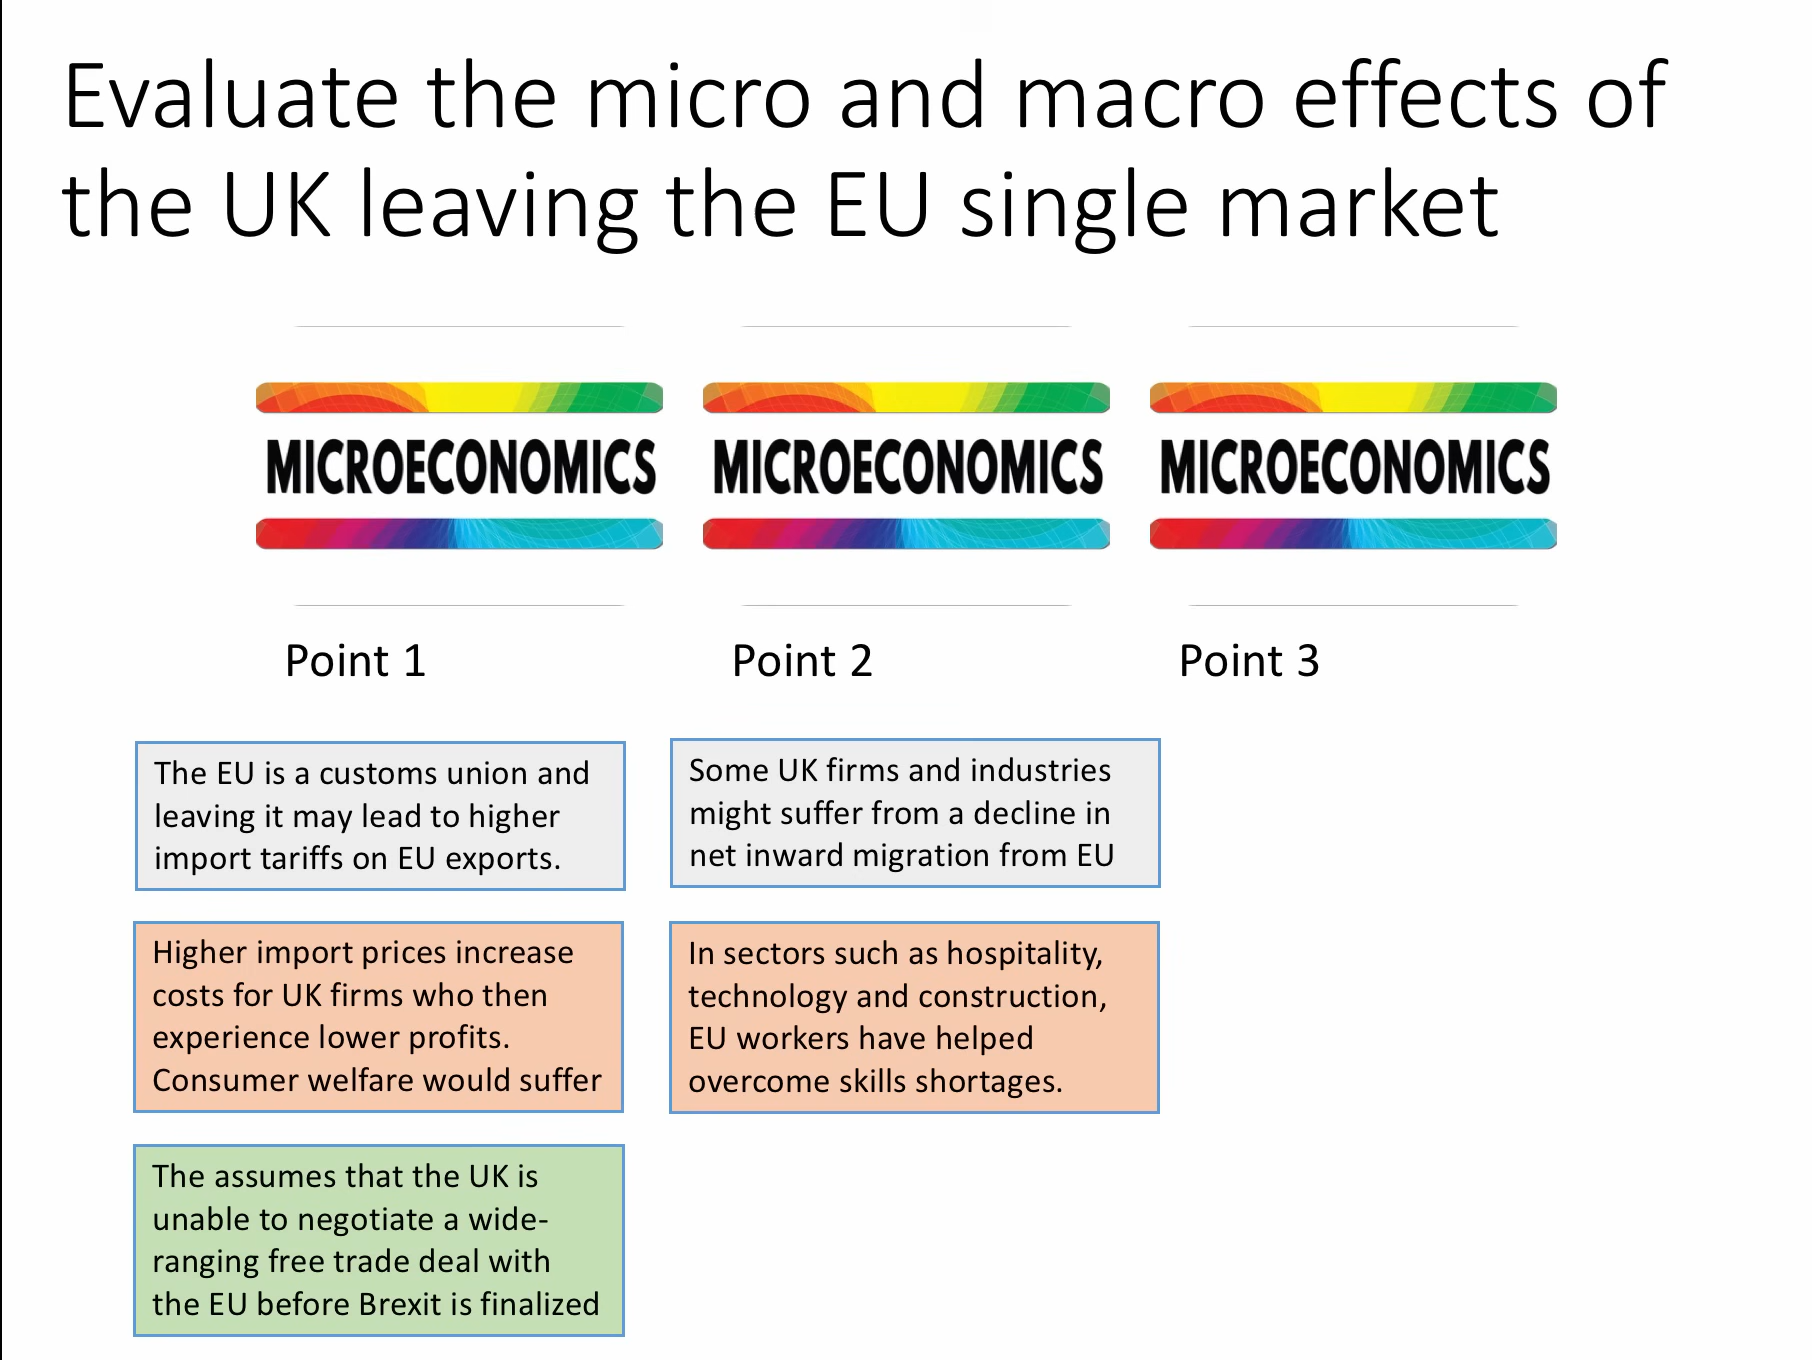 Evaluate the micro and macro effects of
the UK leaving the EU single market
MICROECONOMICS
MICROECONOMICS
MICROECONOMICS
Point 1
Point 2
Point 3
The EU is a customs union and
leaving it may lead to higher
import tariffs on EU exports.
Some UK firms and industries
might suffer from a decline in
net inward migration from EU
Higher import prices increase
costs for UK firms who then
experience lower profits.
Consumer welfare would suffer
In sectors such as hospitality,
technology and construction,
EU workers have helped
overcome skills shortages.
The assumes that the UK is
unable to negotiate a wide-
ranging free trade deal with
the EU before Brexit is finalized